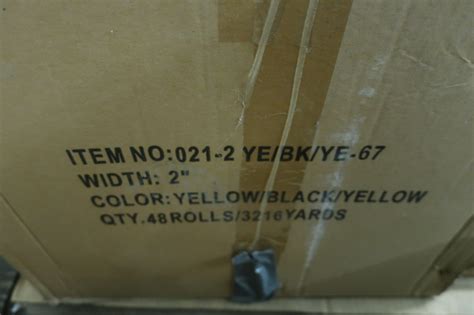 ITEM NO:021-2 YE/BK/YE-67
WIDTH: 2"
COLOR:YELLOW/BLACK/YELLOW
QTY.48ROLLS/3216YARDS